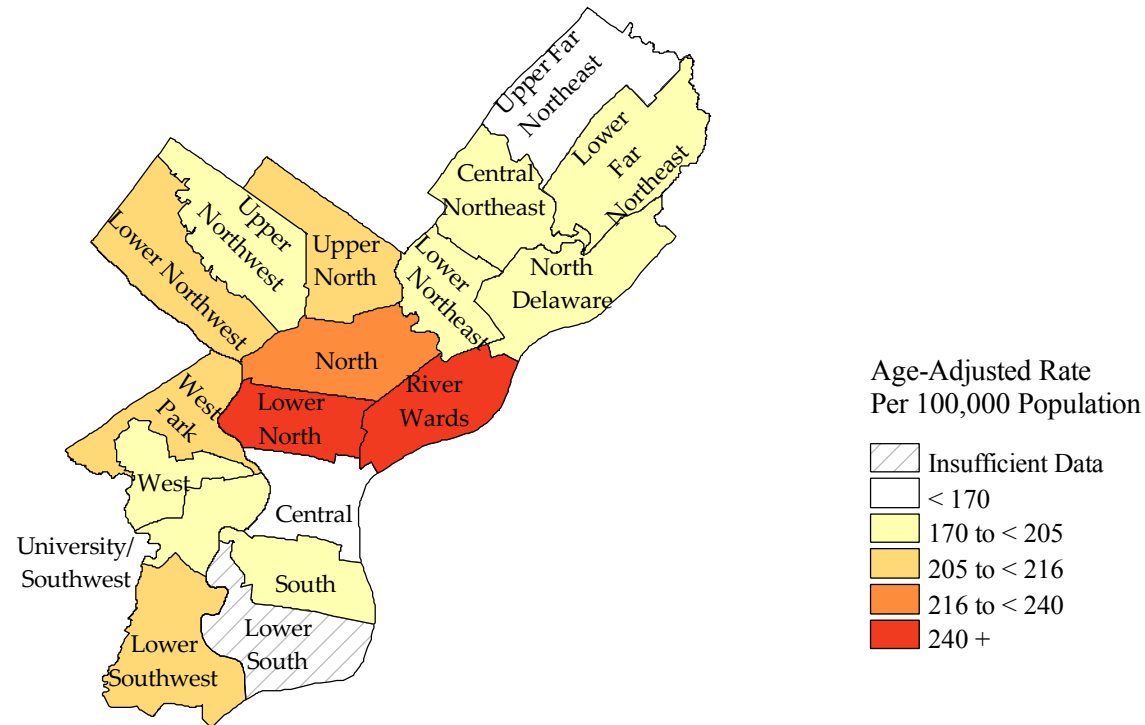 Upper Far
Northeast
Lower
Far
Northeast
Central
Northeast
Upper
Northwest
Lower Northwest
Upper
North
Lower
Northeast
North
Delaware
North
River
Wards
Lower
North
West
Park
West
Central
University/
Southwest
South
Lower
South
Lower
Southwest
Age-Adjusted Rate
Per 100,000 Population
Insufficient Data
< 170
170 to < 205
205 to < 216
216 to < 240
240 +